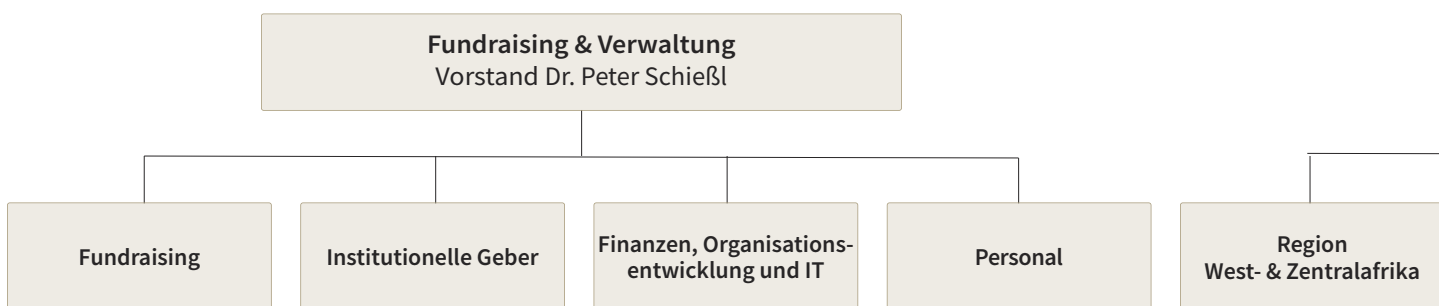 Fundraising & Verwaltung
Vorstand Dr. Peter Schießl
Fundraising
Institutionelle Geber
Finanzen, Organisations-
entwicklung und IT
Personal
Region
West- & Zentralafrika